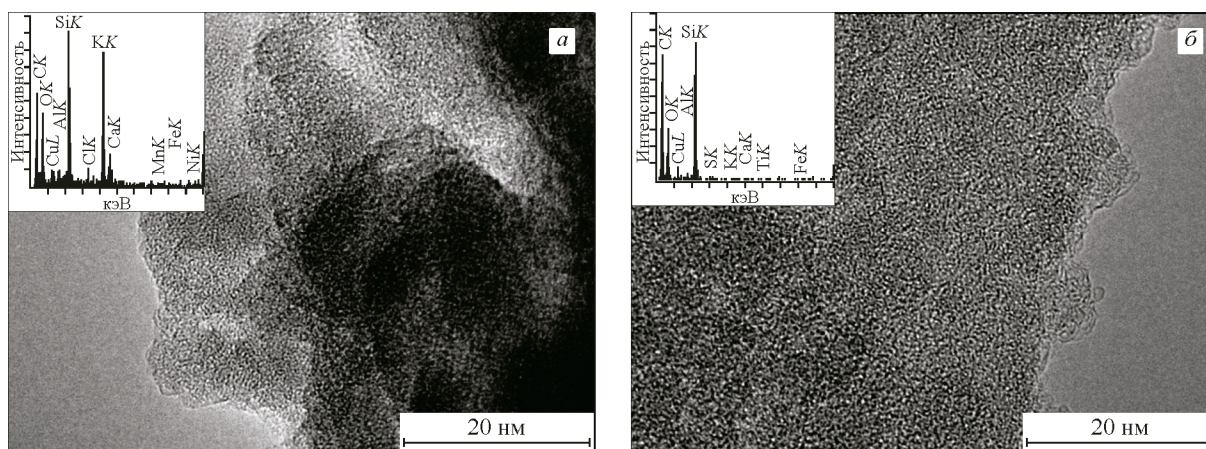 а
SiK
KK
CK
OK
CuL
AlK
ClK
CaK
MnK
FeK
NiK
Интенсивность
кэВ
20 нм
б
SiK
CK
OK
CuL
AlK
SK
KK
CaK
TiK
FeK
Интенсивность
кэВ
20 нм